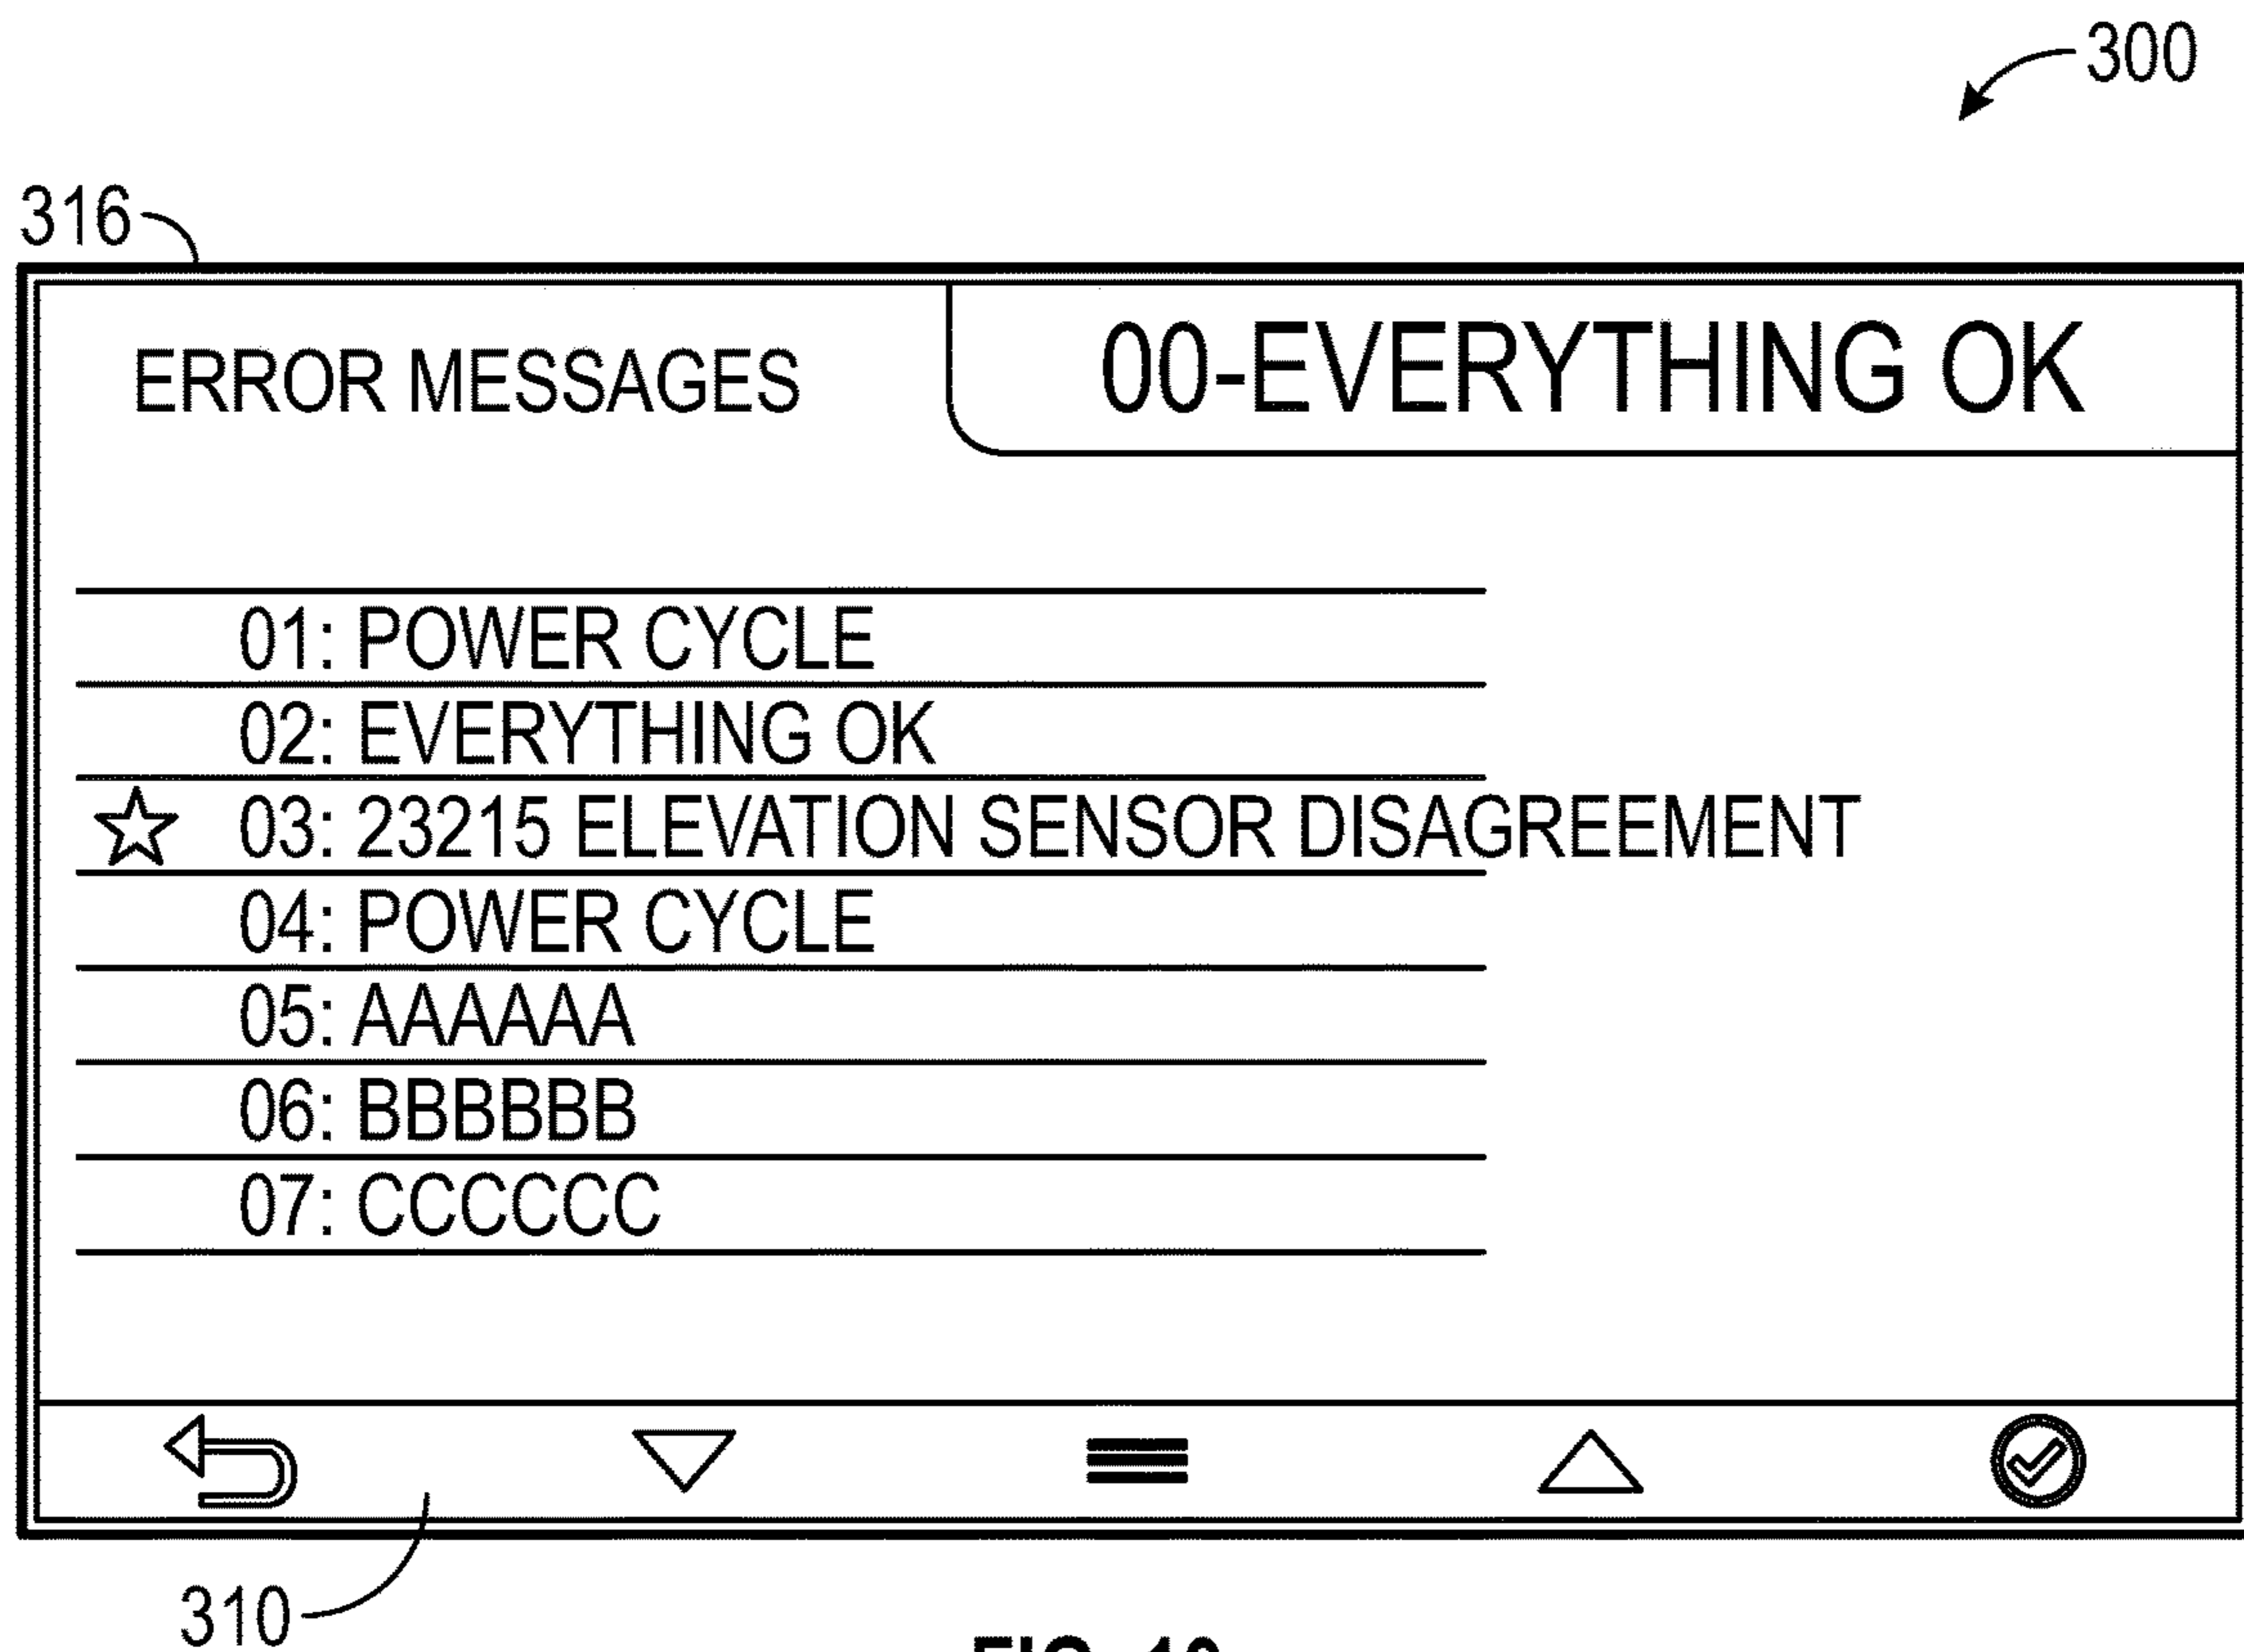 300
316
ERROR MESSAGES
00-EVERYTHING OK
01: POWER CYCLE
02: EVERYTHING OK
03: 23215 ELEVATION SENSOR DISAGREEMENT
04: POWER CYCLE
05: AAAAAA
06: BBBBBB
07: CCCCCC
310